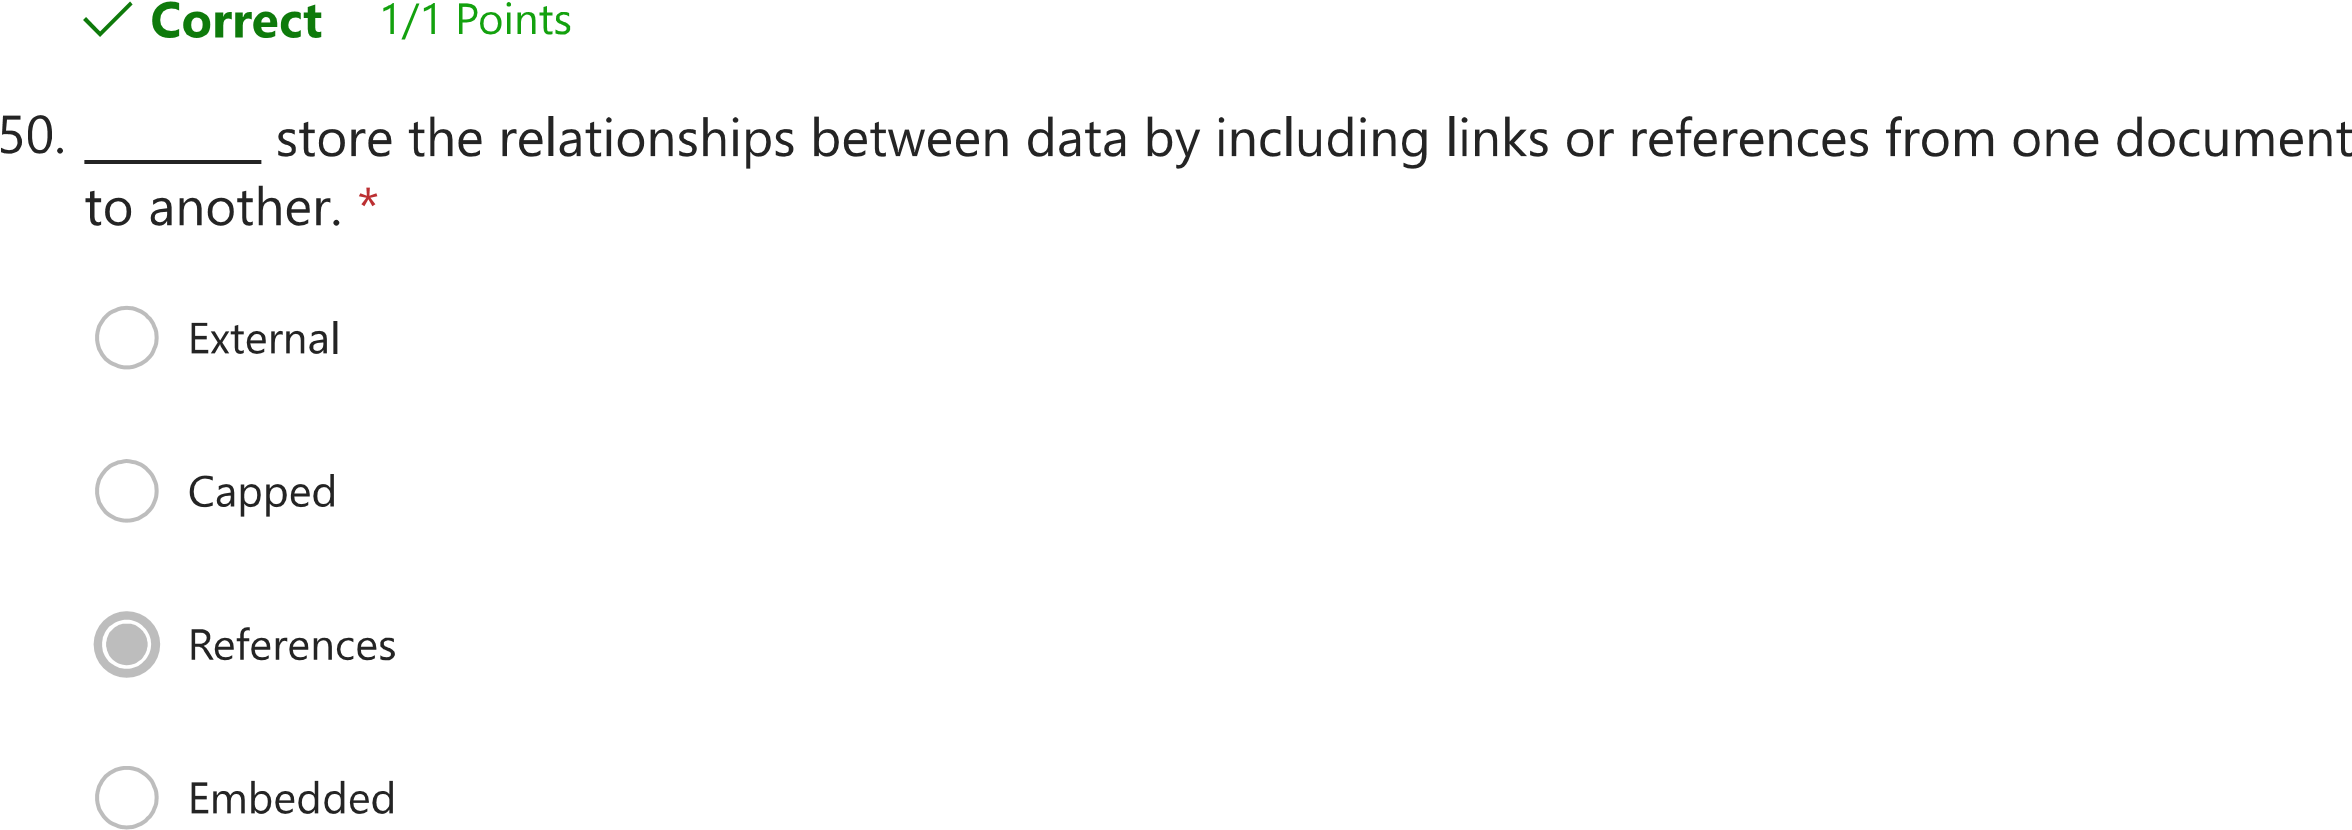 Correct 1/1 Points
50. _______ store the relationships between data by including links or references from one document
to another. *
External
Capped
References
Embedded